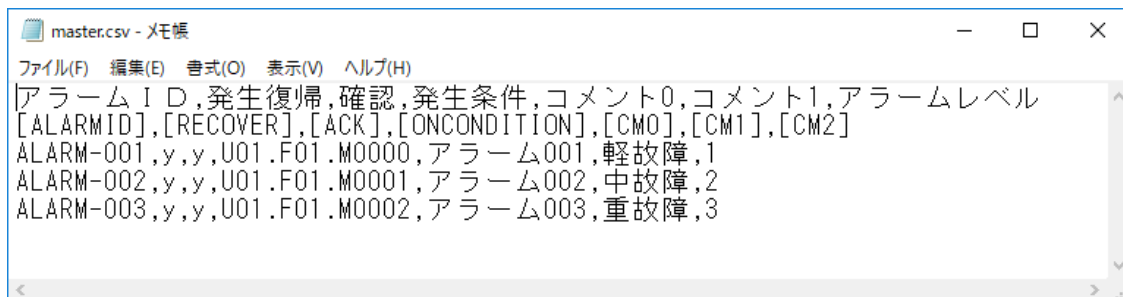 master.csv - メモ帳
ファイル(F) 編集(E) 書式(O) 表示(V) ヘルプ(H)
アラームＩＤ,発生復帰,確認,発生条件,コメント0,コメント1,アラームレベル
[ALARMID],[RECOVER],[ACK],[ONCONDITION],[CM0],[CM1],[CM2]
ALARM-001,y,y,U01.F01.M0000,アラーム001,軽故障,1
ALARM-002,y,y,U01.F01.M0001,アラーム002,中故障,2
ALARM-003,y,y,U01.F01.M0002,アラーム003,重故障,3